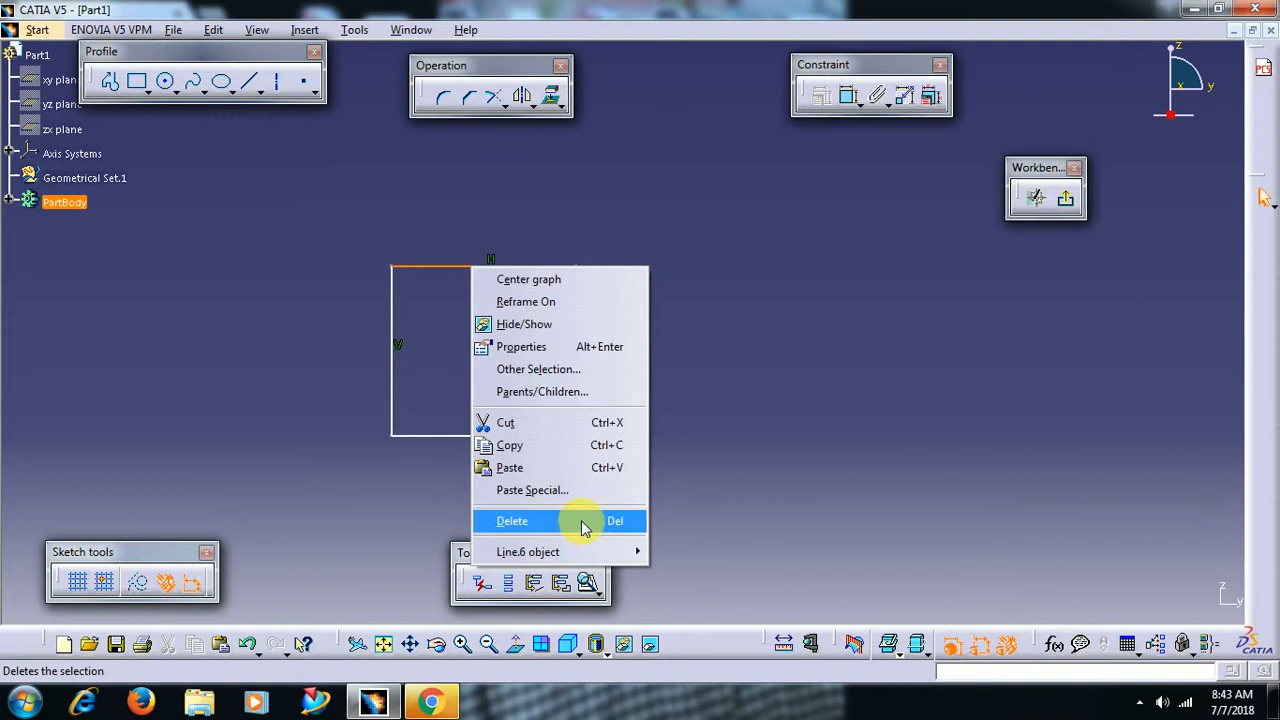 CATIA V5 - [Part1]
Start ENOVIA V5 VPM File Edit View Insert Tools Window Help
Part1
Profile
Operation
Constraint
xy plan
yz plan
zx plane
Axis Systems
Geometrical Set.1
PartBody
z
x
y
PCS
Workben...
H
V
Center graph
Reframe On
Hide/Show
Properties Alt+Enter
Other Selection...
Parents/Children...
Cut Ctrl+X
Copy Ctrl+C
Paste Ctrl+V
Paste Special...
Delete Del
Line.6 object
Sketch tools
To
z
y
f(x)
CATIA
Deletes the selection
8:43 AM
7/7/2018